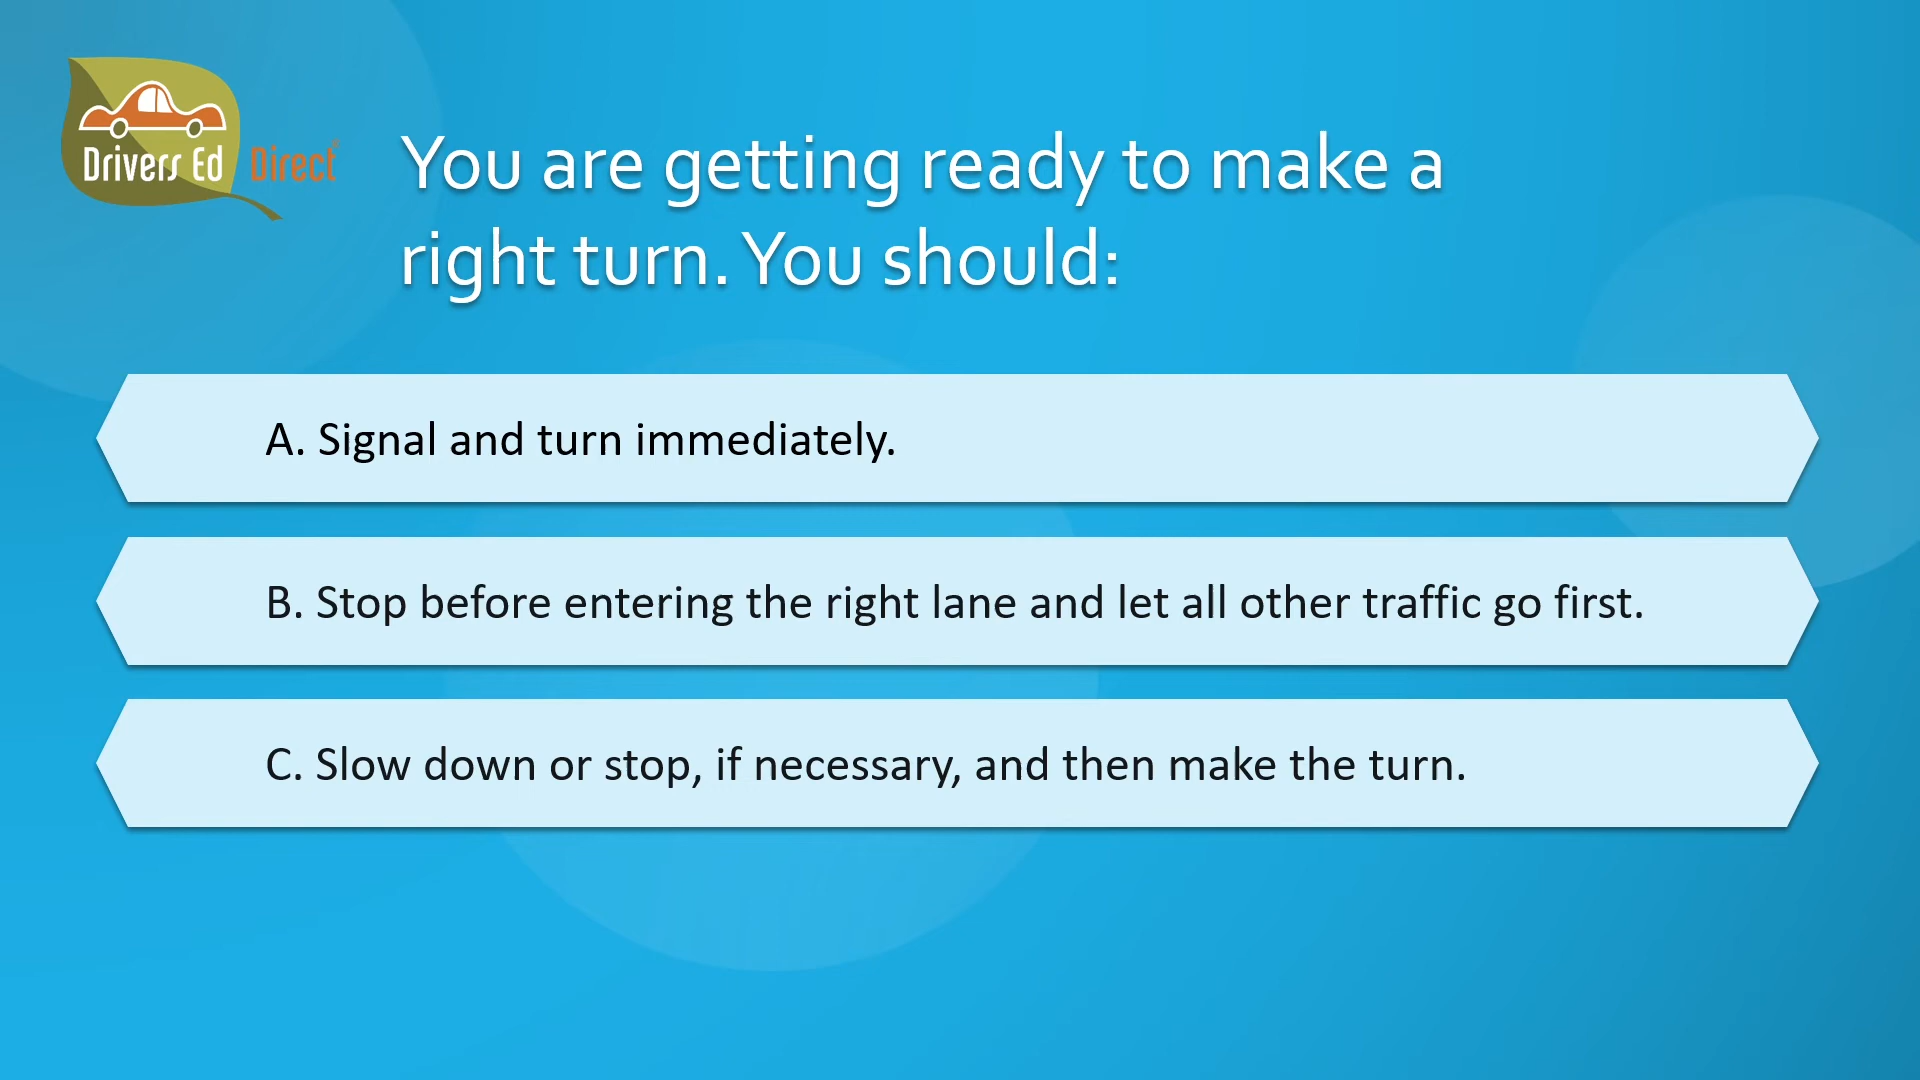 Drivers Ed Direct
You are getting ready to make a
right turn. You should:
A. Signal and turn immediately.
B. Stop before entering the right lane and let all other traffic go first.
C. Slow down or stop, if necessary, and then make the turn.